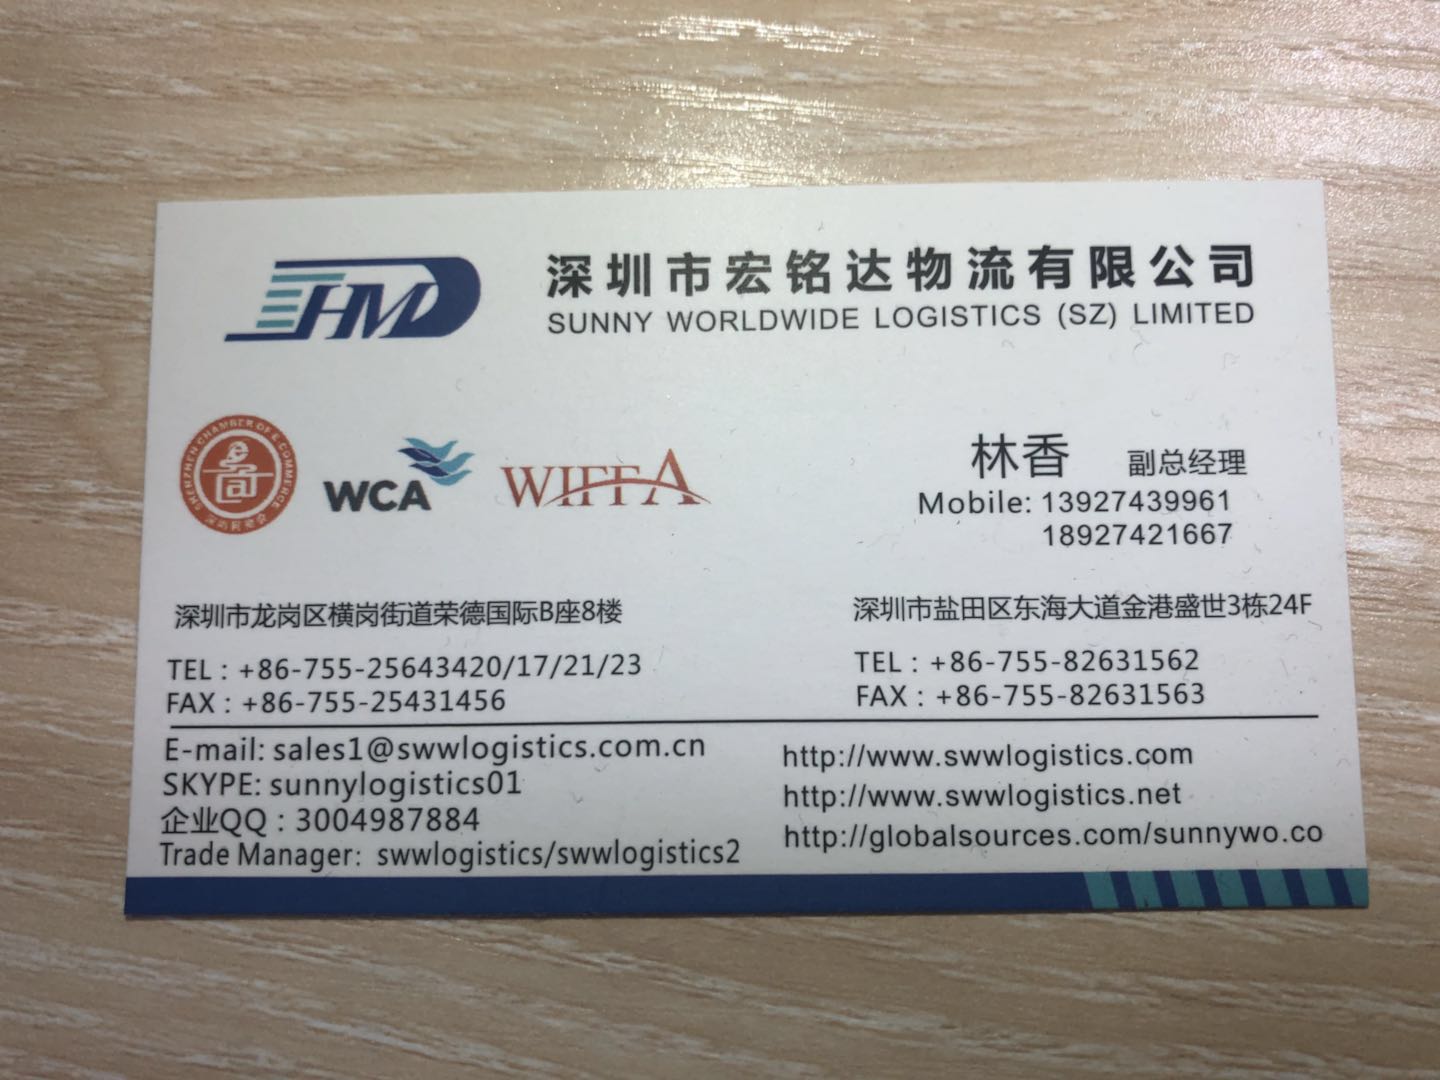 HMD
深圳市宏铭达物流有限公司
SUNNY WORLDWIDE LOGISTICS (SZ) LIMITED
SHENZHEN CHAMBER OF E COMMERCE
WCA
WIFFA
林香 副总经理
Mobile: 13927439961
18927421667
深圳市龙岗区横岗街道荣德国际B座8楼
TEL : +86-755-25643420/17/21/23
FAX : +86-755-25431456
深圳市盐田区东海大道金港盛世3栋24F
TEL : +86-755-82631562
FAX : +86-755-82631563
E-mail: sales1@swwlogistics.com.cn
SKYPE: sunnylogistics01
企业QQ : 3004987884
Trade Manager: swwlogistics/swwlogistics2
http://www.swwlogistics.com
http://www.swwlogistics.net
http://globalsources.com/sunnywo.co